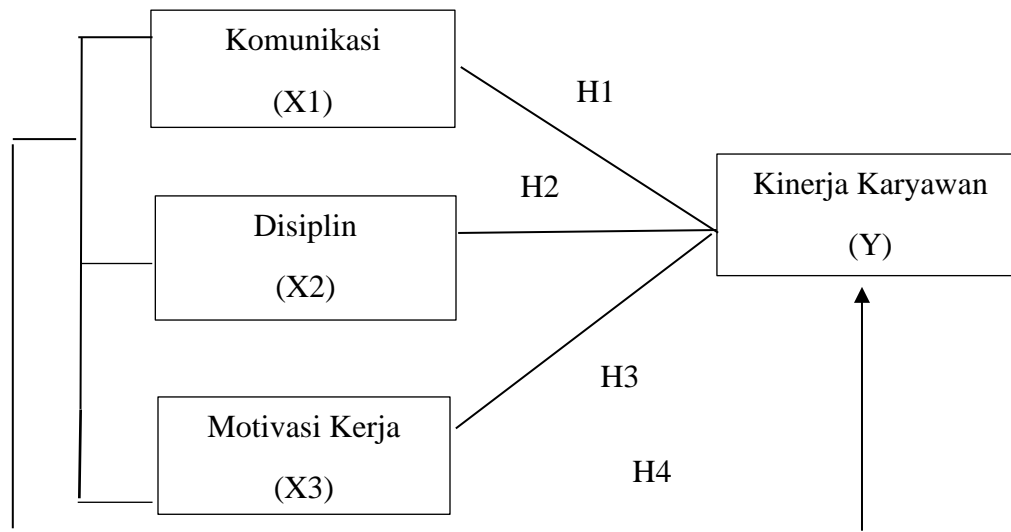 Komunikasi
(X1)
H1
Kinerja Karyawan
(Y)
H2
Disiplin
(X2)
H3
Motivasi Kerja
(X3)
H4